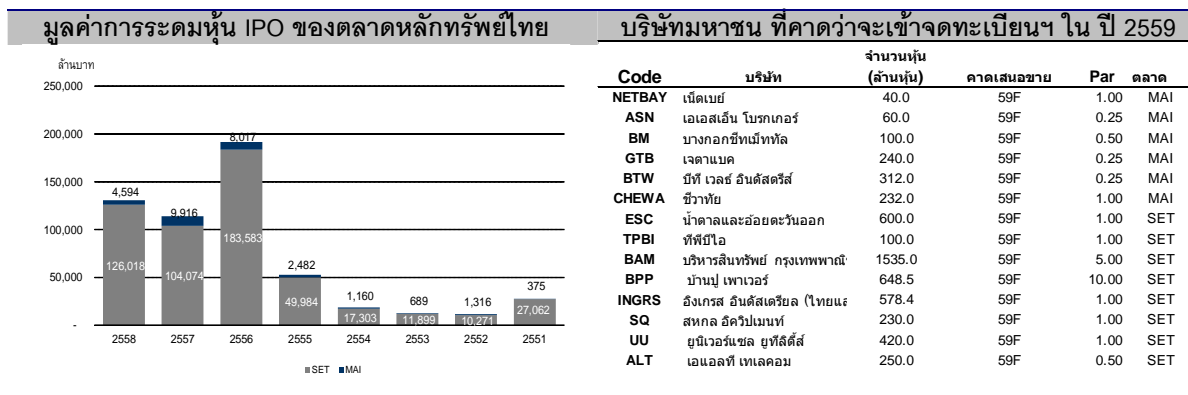 มูลค่าการระดมหุ้น IPO ของตลาดหลักทรัพย์ไทย
ล้านบาท
250,000
200,000
150,000
100,000
50,000
-
4,594
126,018
9,916
104,074
8,017
183,583
2,482
49,984
1,160
17,303
689
11,899
1,316
10,271
375
27,062
2558 2557 2556 2555 2554 2553 2552 2551
SET MAI
บริษัทมหาชน ที่คาดว่าจะเข้าจดทะเบียนฯ ใน ปี 2559
จำนวนหุ้น
Code บริษัท (ล้านหุ้น) คาดเสนอขาย Par ตลาด
NETBAY เน็ตเบย์ 40.0 59F 1.00 MAI
ASN เอเอสเอ็น โบรกเกอร์ 60.0 59F 0.25 MAI
BM บางกอกชีทเม็ททัล 100.0 59F 0.50 MAI
GTB เจตาแบค 240.0 59F 0.25 MAI
BTW บีที เวลธ์ อินดัสตรีส์ 312.0 59F 0.25 MAI
CHEWA ชีวาทัย 232.0 59F 1.00 MAI
ESC น้ำตาลและอ้อยตะวันออก 600.0 59F 1.00 SET
TPBI ทีพีบีไอ 100.0 59F 1.00 SET
BAM บริหารสินทรัพย์ กรุงเทพพาณิ 1535.0 59F 5.00 SET
BPP บ้านปู เพาเวอร์ 648.5 59F 10.00 SET
INGRS อิงเกรส อินดัสเตรียล (ไทยแล 578.4 59F 1.00 SET
SQ สหกล อิควิปเมนท์ 230.0 59F 1.00 SET
UU ยูนิเวอร์แซล ยูทีลิตี้ส์ 420.0 59F 1.00 SET
ALT เอแอลที เทเลคอม 250.0 59F 0.50 SET